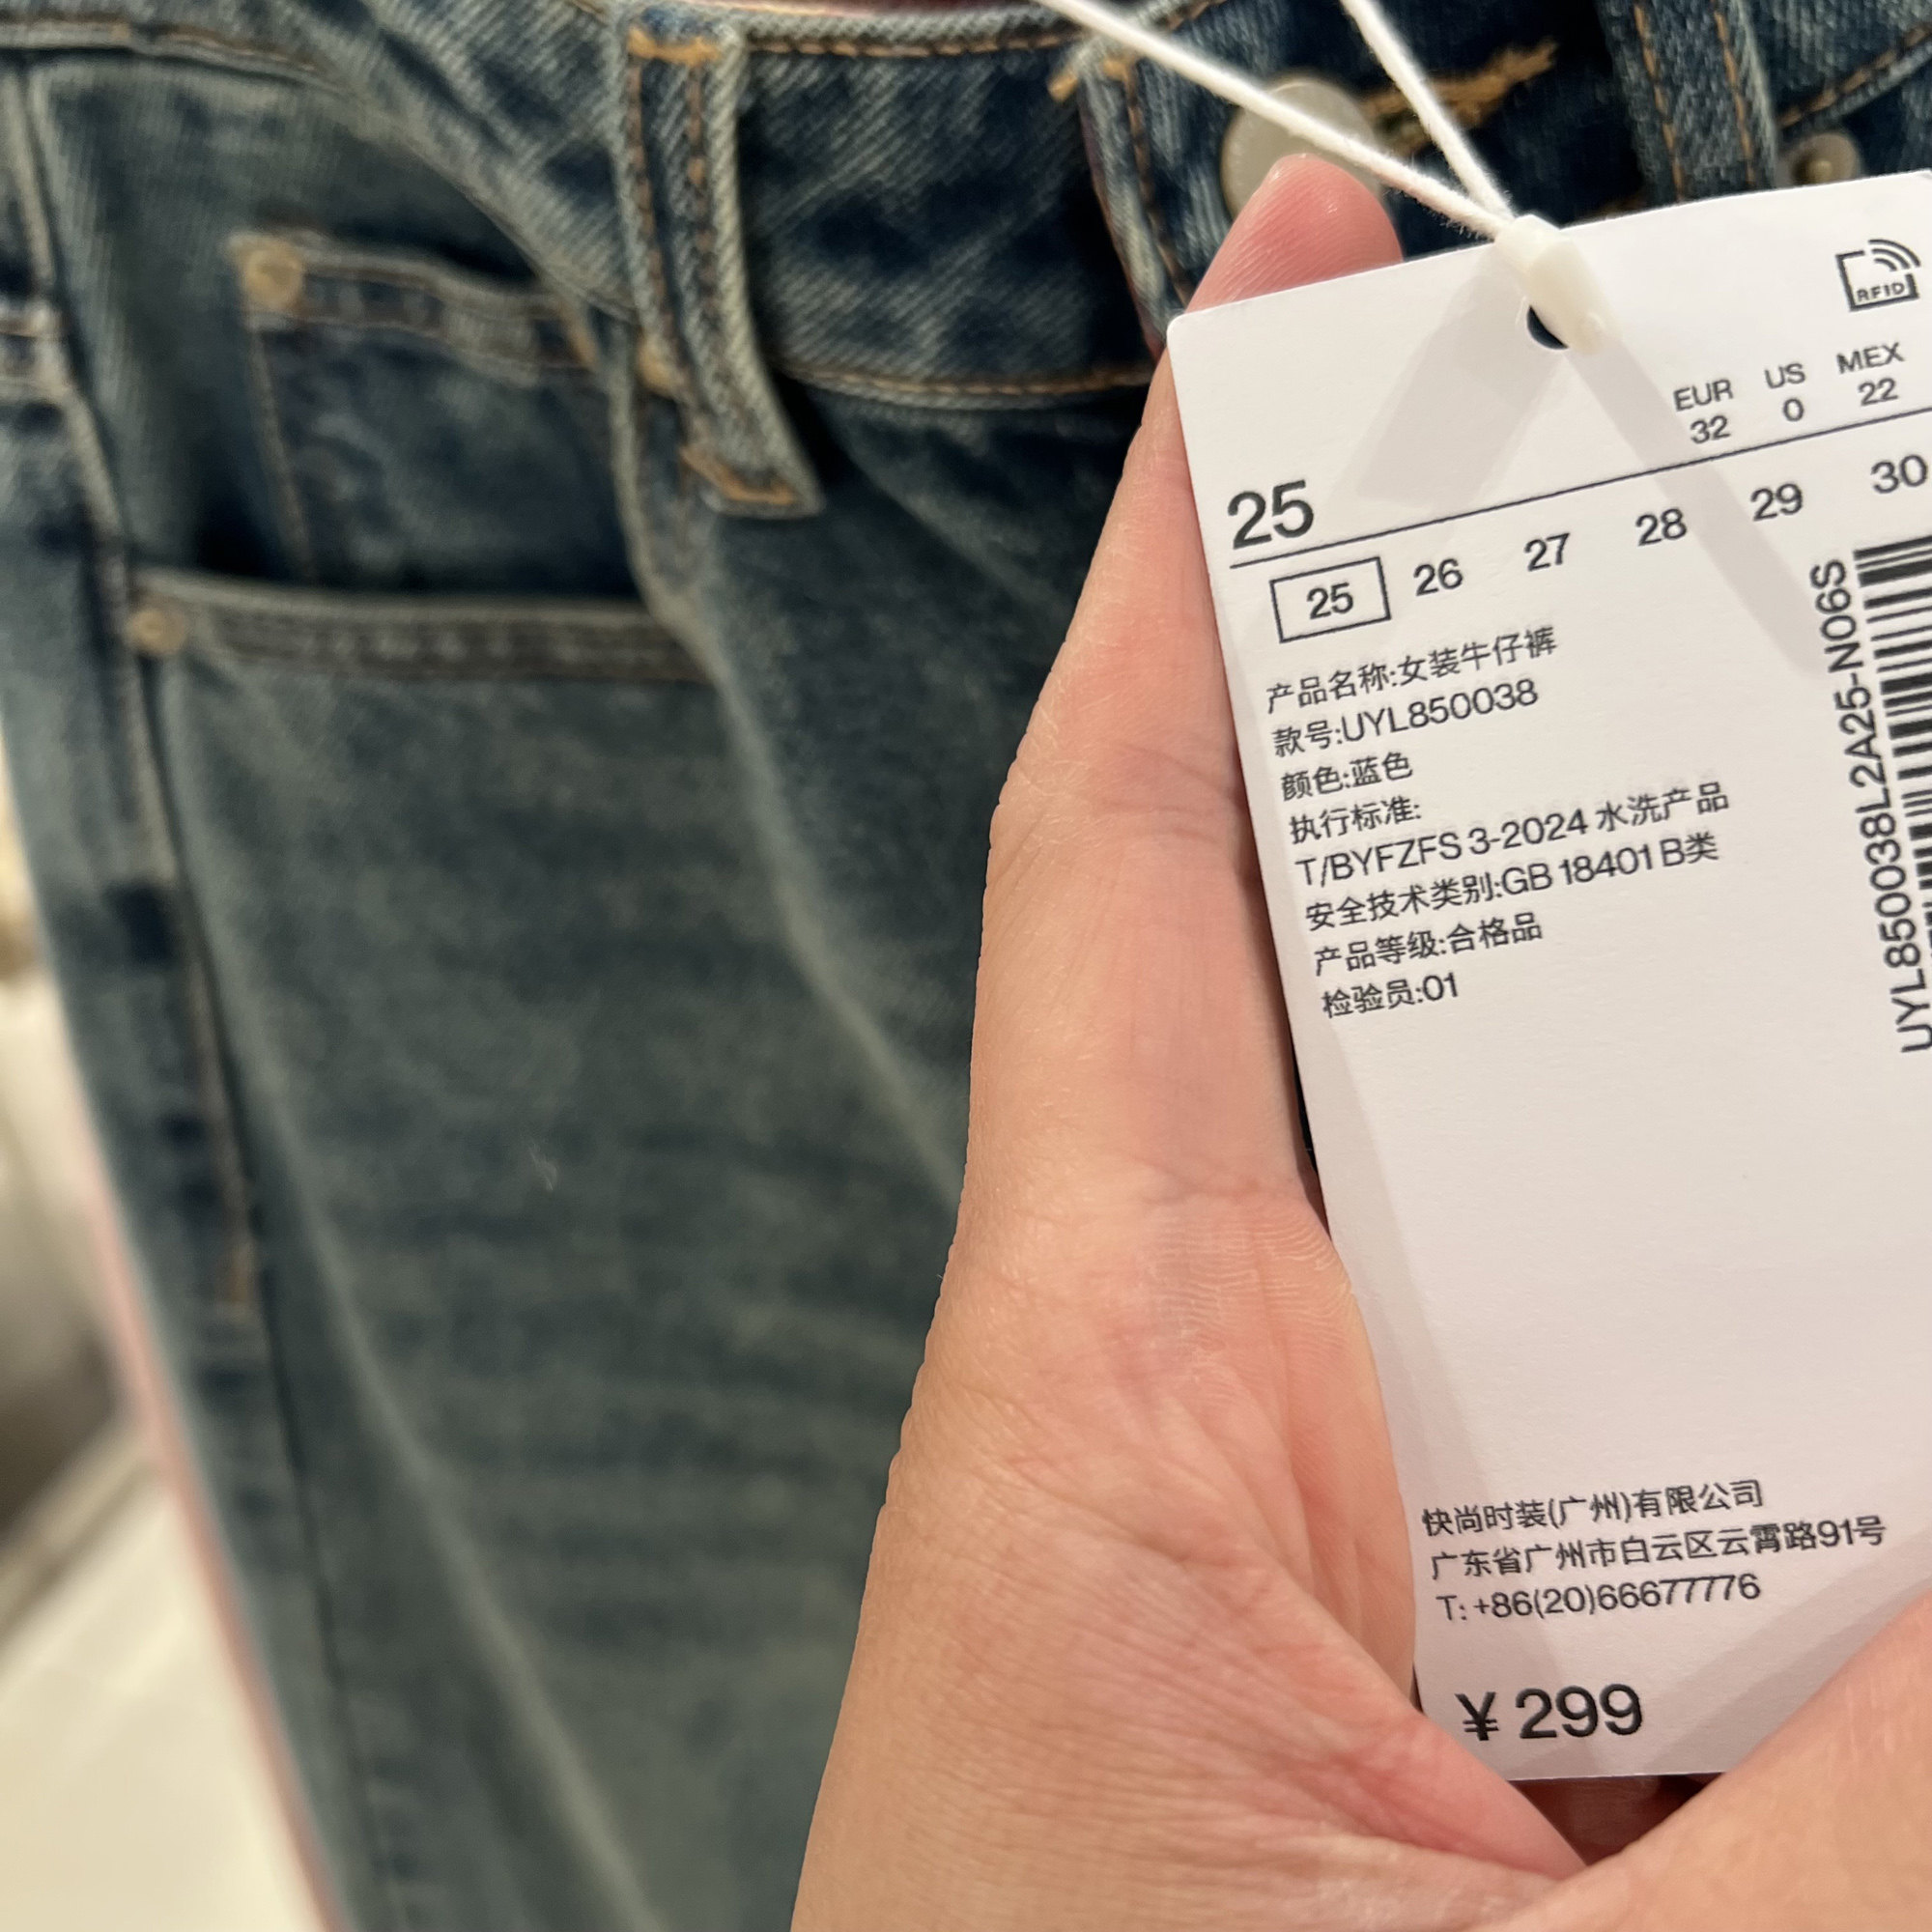 RFID
EUR US MEX
32 0 22
25
25 26 27 28 29 30
产品名称:女装牛仔裤
款号:UYL850038
颜色:蓝色
执行标准:
T/BYFZFS 3-2024 水洗产品
安全技术类别:GB 18401 B类
产品等级:合格品
检验员:01
UYL850038L2A25-N06S
快尚时装(广州)有限公司
广东省广州市白云区云霄路91号
T: +86(20)66677776
¥ 299